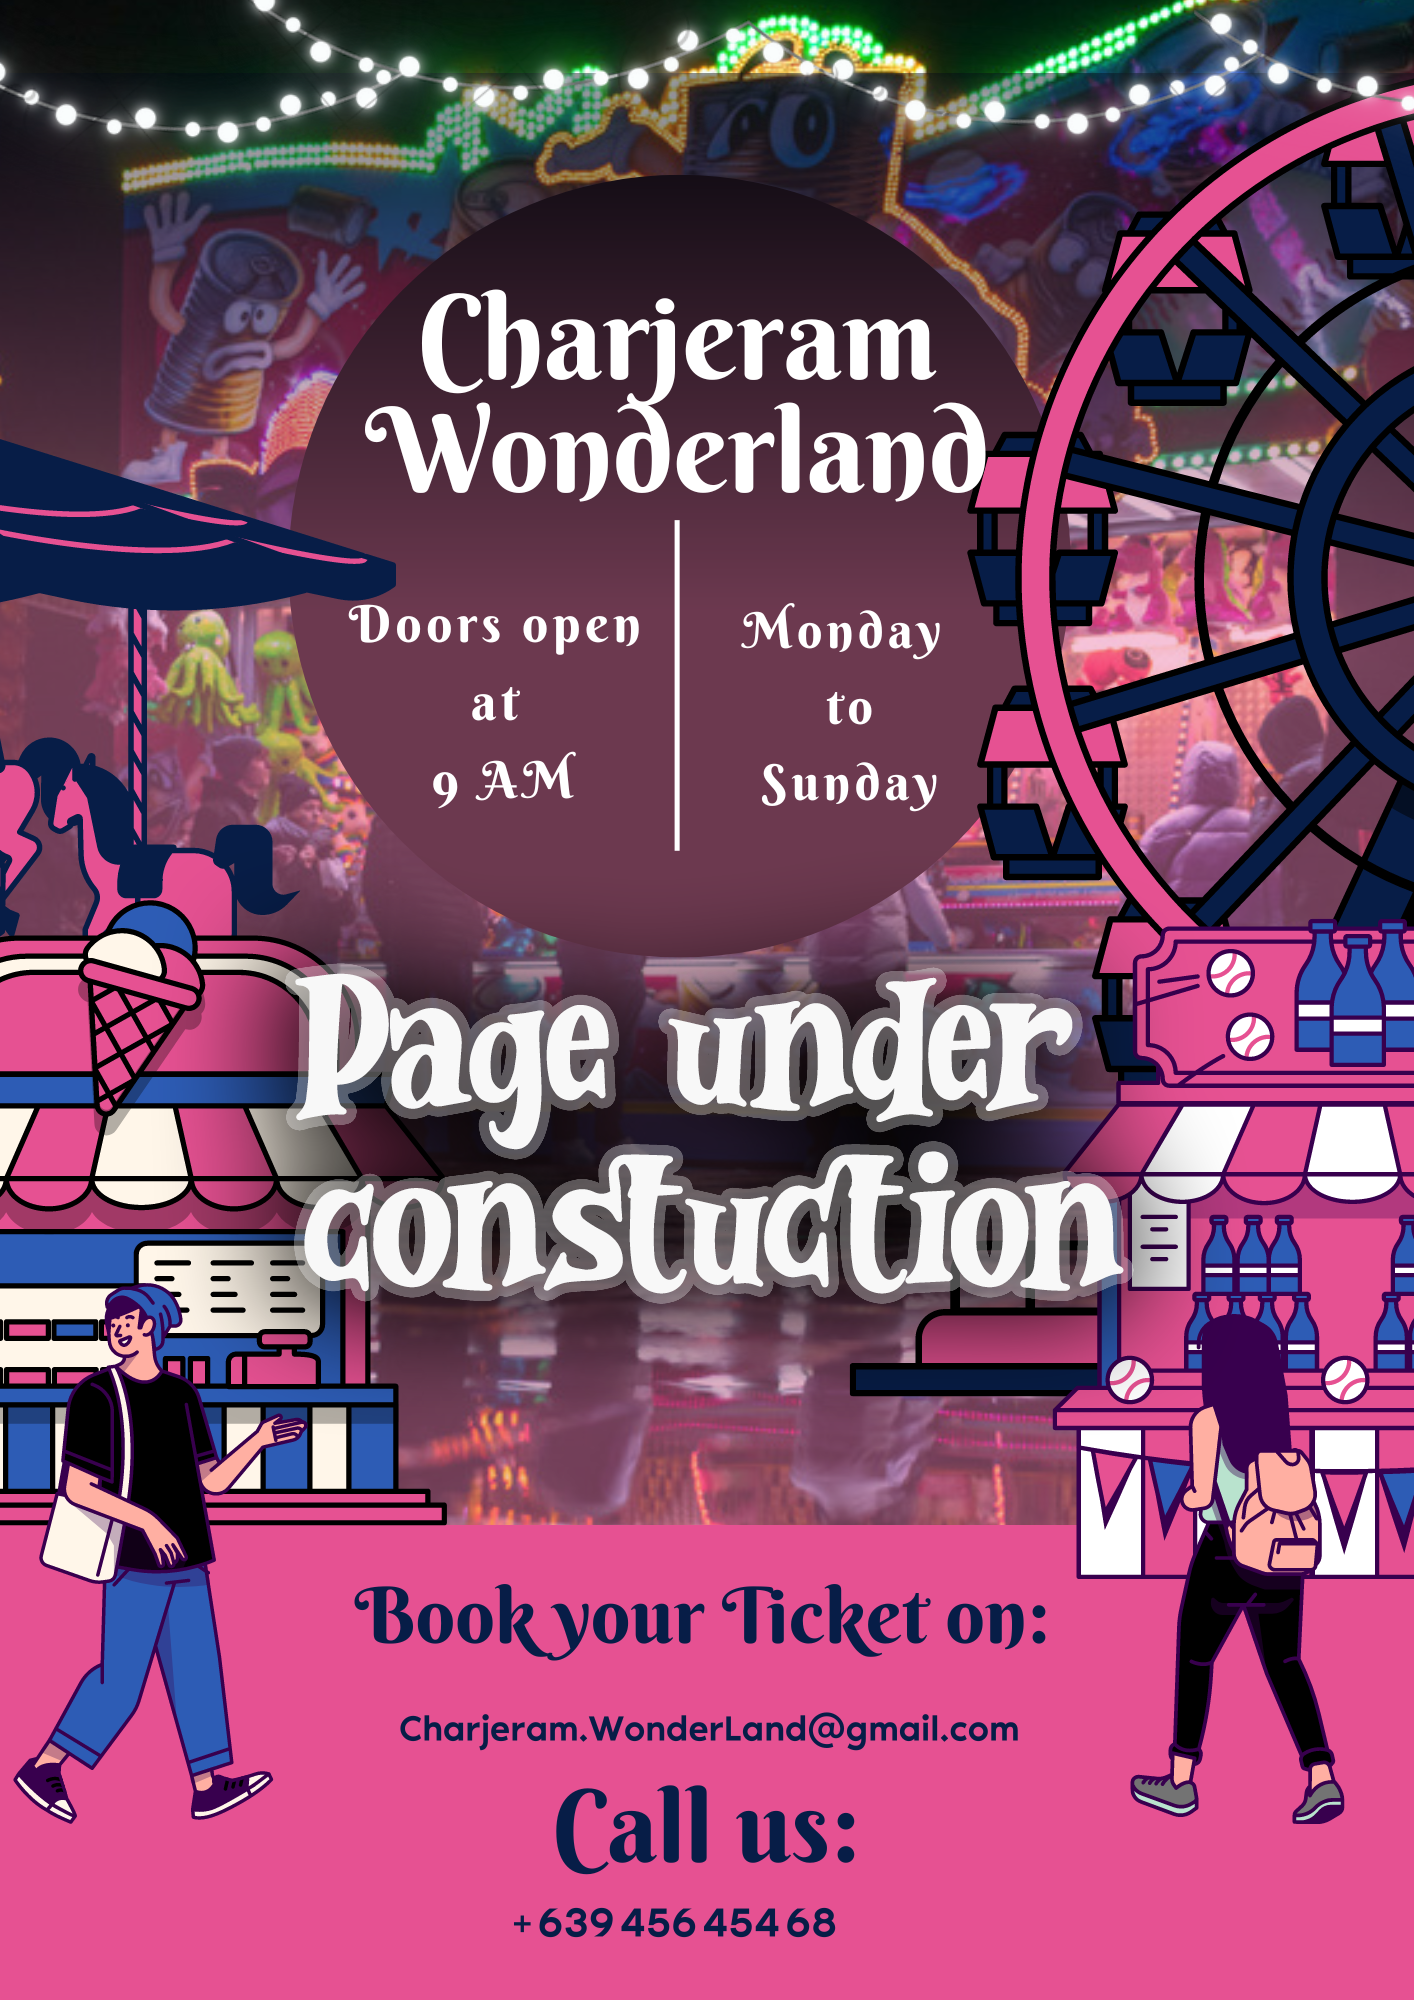 Charjeram
Wonderland
Doors open
at
9 AM
Monday
to
Sunday
Page under
constuction
Book your Ticket on:
Charjeram.WonderLand@gmail.com
Call us:
+639 456 454 68